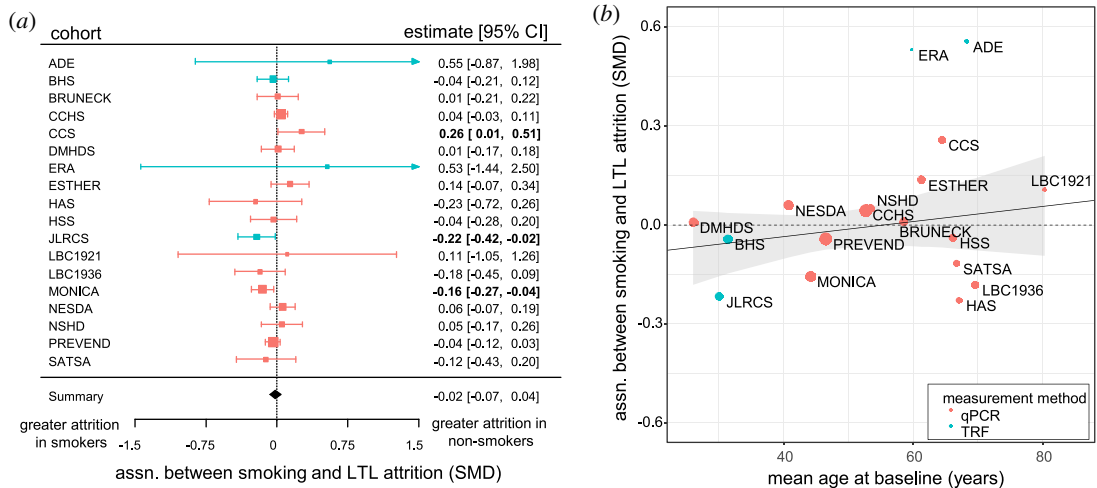 (a)
cohort estimate [95% CI]
ADE 0.55 [-0.87, 1.98]
BHS -0.04 [-0.21, 0.12]
BRUNECK 0.01 [-0.21, 0.22]
CCHS 0.04 [-0.03, 0.11]
CCS 0.26 [ 0.01, 0.51]
DMHDS 0.01 [-0.17, 0.18]
ERA 0.53 [-1.44, 2.50]
ESTHER 0.14 [-0.07, 0.34]
HAS -0.23 [-0.72, 0.26]
HSS -0.04 [-0.28, 0.20]
JLRCS -0.22 [-0.42, -0.02]
LBC1921 0.11 [-1.05, 1.26]
LBC1936 -0.18 [-0.45, 0.09]
MONICA -0.16 [-0.27, -0.04]
NESDA 0.06 [-0.07, 0.19]
NSHD 0.05 [-0.17, 0.26]
PREVEND -0.04 [-0.12, 0.03]
SATSA -0.12 [-0.43, 0.20]
Summary -0.02 [-0.07, 0.04]
greater attrition
in smokers
greater attrition in
non-smokers
-1.5 -0.75 0 0.75 1.5
assn. between smoking and LTL attrition (SMD)
(b)
assn. between smoking and LTL attrition (SMD)
0.6
0.3
0.0
-0.3
-0.6
ERA
ADE
CCS
ESTHER
LBC1921
NESDA
NSHD
CCHS
DMHDS
BHS
PREVEND
BRUNECK
HSS
MONICA
SATSA
LBC1936
HAS
JLRCS
measurement method
qPCR
TRF
40 60 80
mean age at baseline (years)